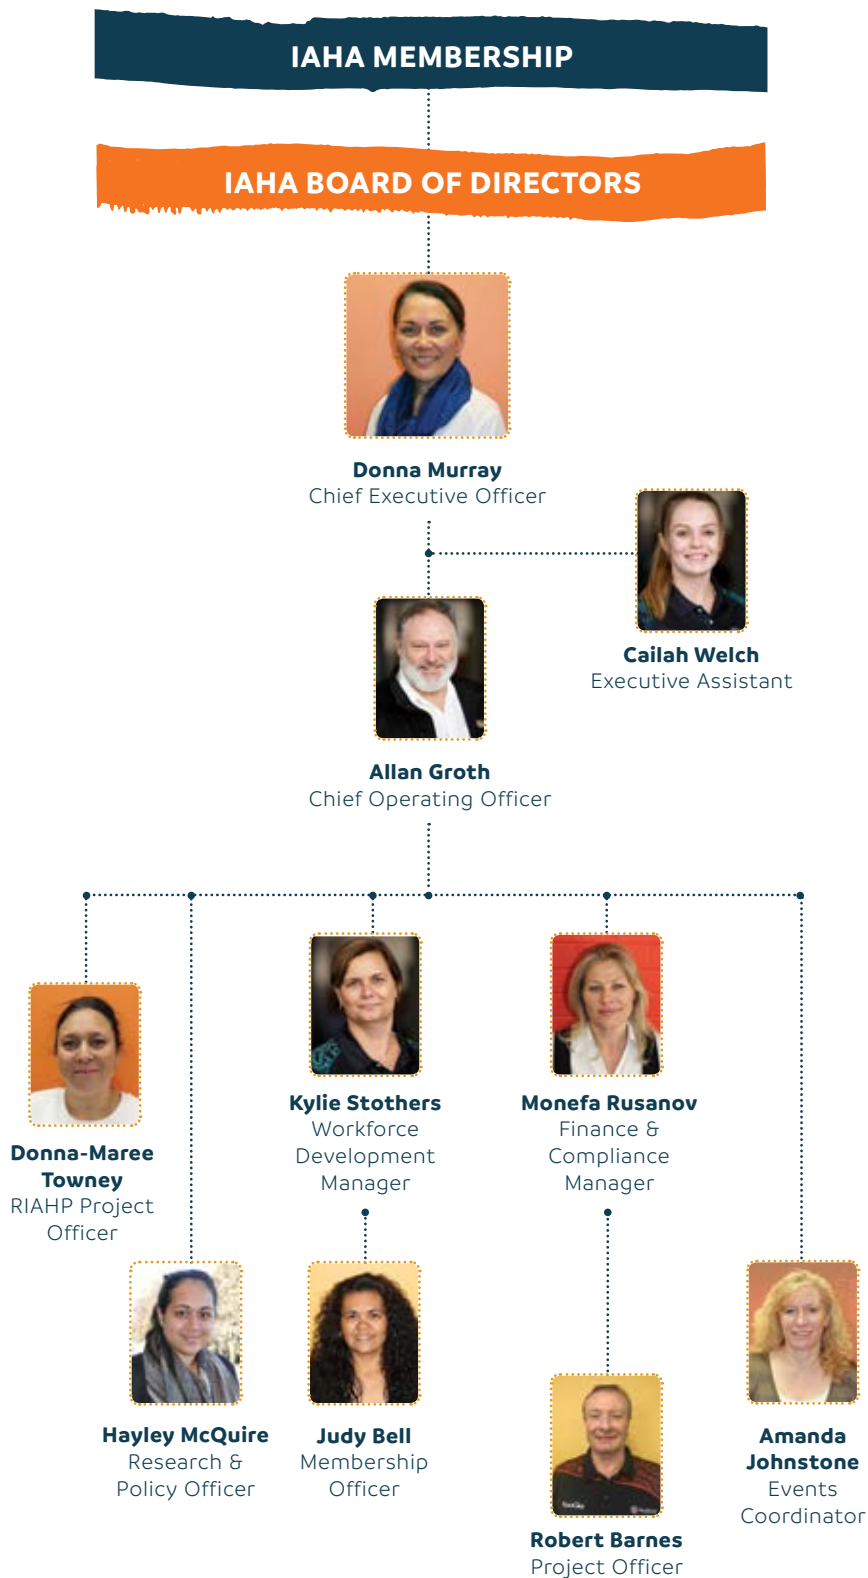 IAHA MEMBERSHIP
IAHA BOARD OF DIRECTORS
Donna Murray
Chief Executive Officer
Cailah Welch
Executive Assistant
Allan Groth
Chief Operating Officer
Donna-Maree
Towney
RIAHP Project
Officer
Kylie Stothers
Workforce
Development
Manager
Monefa Rusanov
Finance &
Compliance
Manager
Hayley McQuire
Research &
Policy Officer
Judy Bell
Membership
Officer
Robert Barnes
Project Officer
Amanda
Johnstone
Events
Coordinator